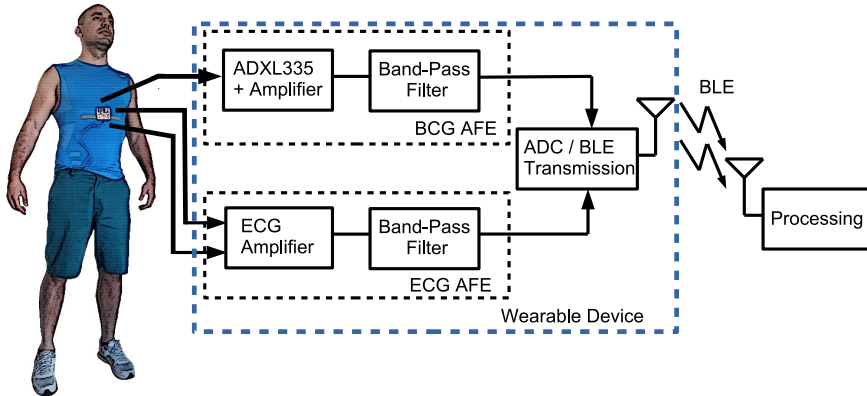 ADXL335
+ Amplifier
Band-Pass
Filter
BCG AFE
ADC / BLE
Transmission
BLE
Processing
ECG
Amplifier
Band-Pass
Filter
ECG AFE
Wearable Device